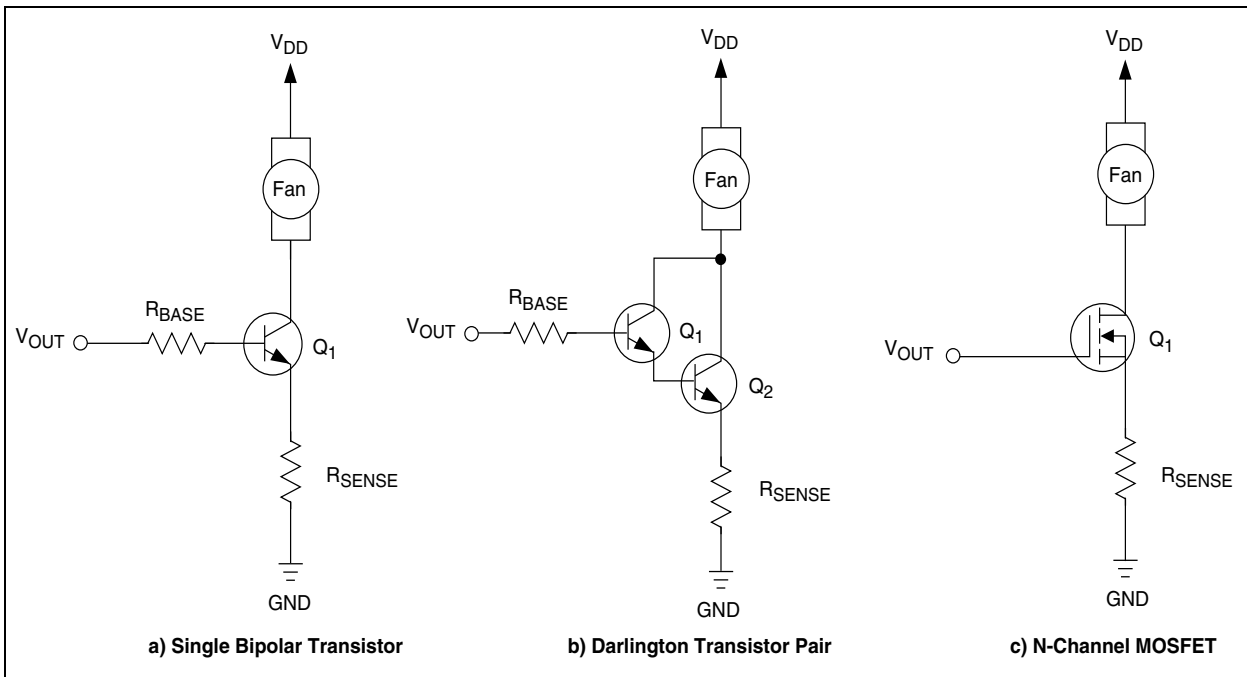 VDD
Fan
RBASE
VOUT
Q1
RSENSE
GND
a) Single Bipolar Transistor
VDD
Fan
RBASE
VOUT
Q1
Q2
RSENSE
GND
b) Darlington Transistor Pair
VDD
Fan
VOUT
Q1
RSENSE
GND
c) N-Channel MOSFET